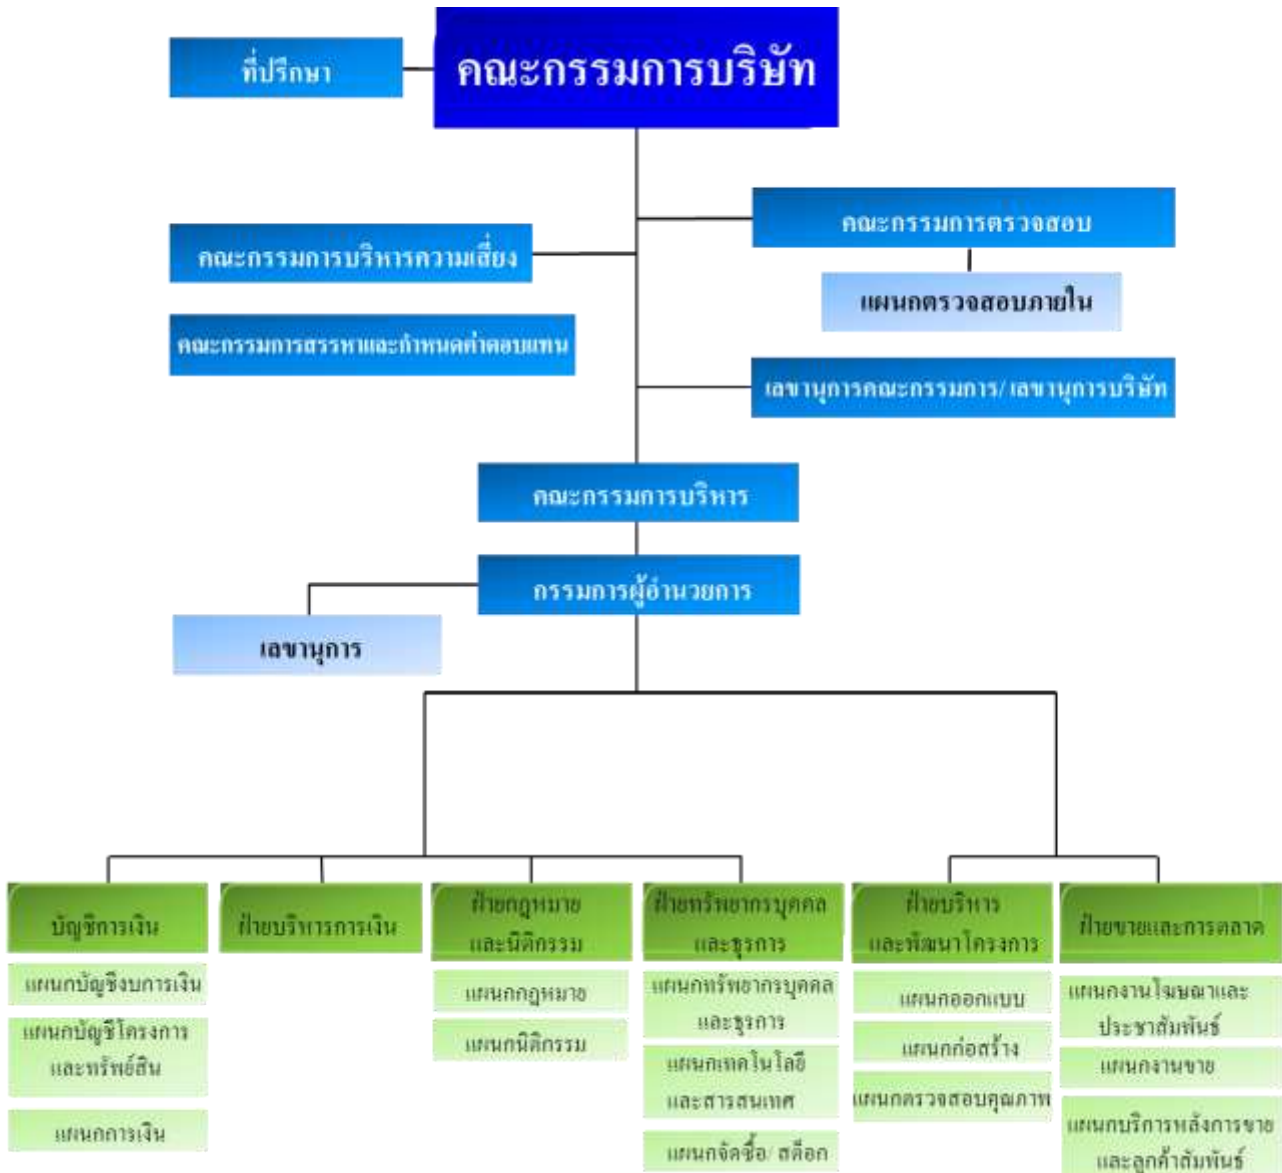 ที่ปรึกษา
คณะกรรมการบริษัท
คณะกรรมการตรวจสอบ
คณะกรรมการบริหารความเสี่ยง
แผนกตรวจสอบภายใน
คณะกรรมการสรรหาและกำหนดค่าตอบแทน
เลขานุการคณะกรรมการ/เลขานุการบริษัท
คณะกรรมการบริหาร
กรรมการผู้อำนวยการ
เลขานุการ
บัญชีการเงิน
แผนกบัญชีงบการเงิน
แผนกบัญชีโครงการ
และทรัพย์สิน
แผนกการเงิน
ฝ่ายบริหารการเงิน
ฝ่ายกฎหมาย
และนิติกรรม
แผนกกฎหมาย
แผนกนิติกรรม
ฝ่ายทรัพยากรบุคคล
และธุรการ
แผนกทรัพยากรบุคคล
และธุรการ
แผนกเทคโนโลยี
และสารสนเทศ
แผนกจัดซื้อ/สต็อก
ฝ่ายบริหาร
และพัฒนาโครงการ
แผนกออกแบบ
แผนกก่อสร้าง
แผนกตรวจสอบคุณภาพ
ฝ่ายขายและการตลาด
แผนกงานโฆษณาและ
ประชาสัมพันธ์
แผนกงานขาย
แผนกบริการหลังการขาย
และลูกค้าสัมพันธ์